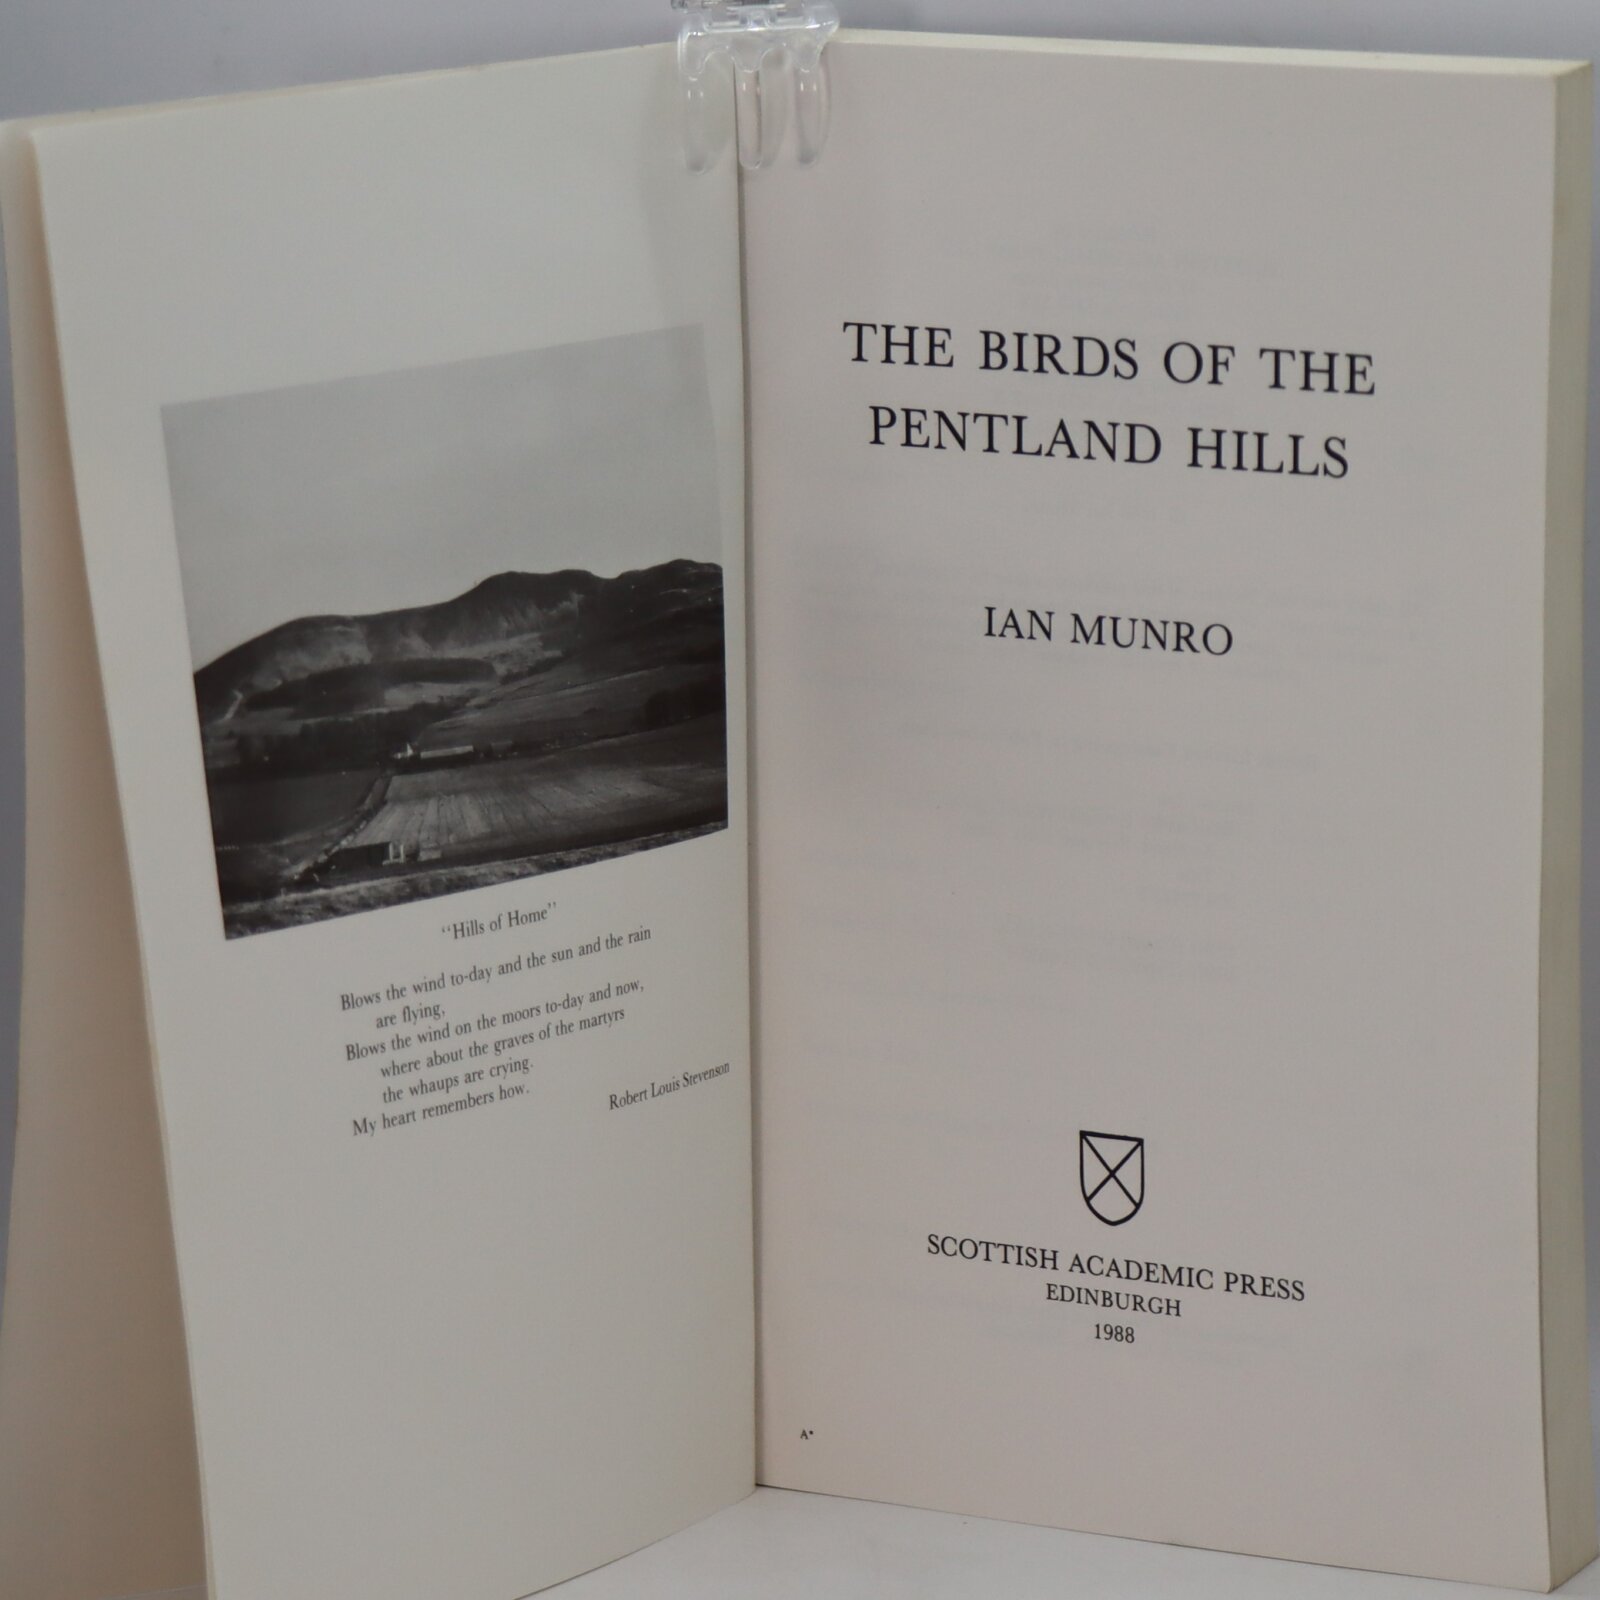 "Hills of Home"
Blows the wind to-day and the sun and the rain
are flying,
Blows the wind on the moors to-day and now,
where about the graves of the martyrs
the whaups are crying.
My heart remembers how.
Robert Louis Stevenson
THE BIRDS OF THE
PENTLAND HILLS
IAN MUNRO
SCOTTISH ACADEMIC PRESS
EDINBURGH
1988
A*